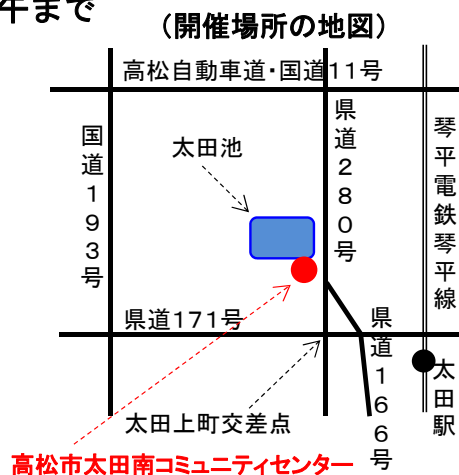 午まで
（開催場所の地図）
高松自動車道・国道１１号
国道１９３号
太田池
県道２８０号
琴平電鉄琴平線
県道171号
県道１６６号
太田駅
太田上町交差点
高松市太田南コミュニティセンター